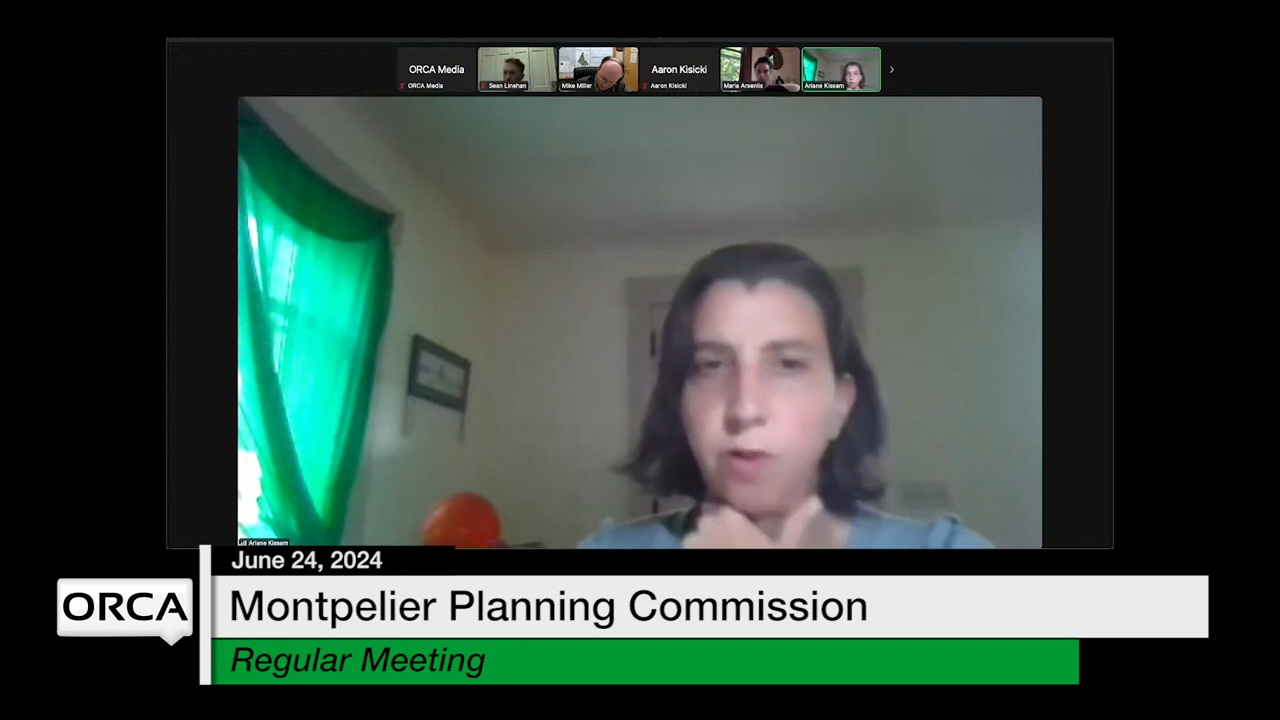 ORCA Media
Aaron Kisicki
ORCA Media
Sean Linehan
Mike Miller
Aaron Kisicki
Maria Arsenlis
Ariane Kissam
Ariane Kissam
June 24, 2024
ORCA
Montpelier Planning Commission
Regular Meeting